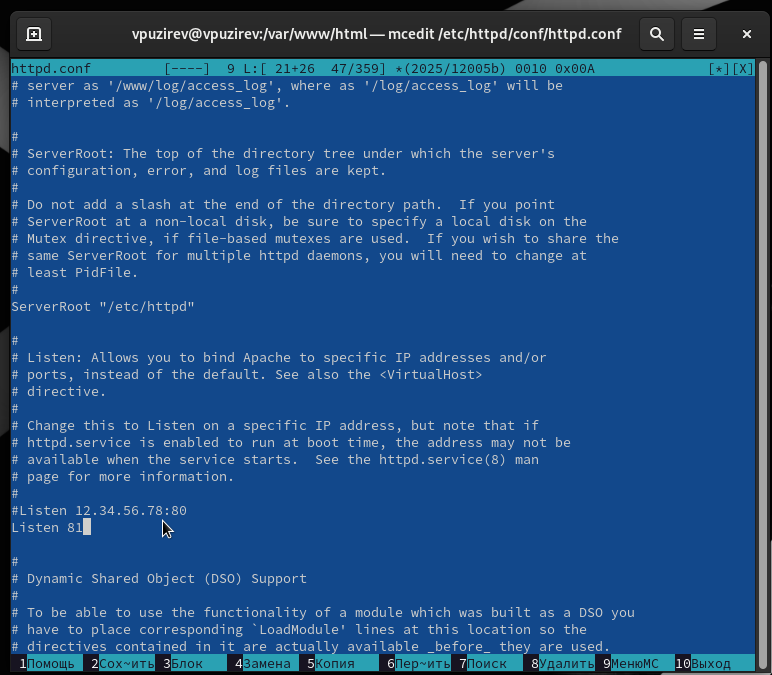 vpuzirev@vpuzirev:/var/www/html — mcedit /etc/httpd/conf/httpd.conf
httpd.conf         [----]  9 L:[ 21+26  47/359] *(2025/12005b) 0010 0x00A              [*][X]
# server as '/www/log/access_log', where as '/log/access_log' will be
# interpreted as '/log/access_log'.

#
# ServerRoot: The top of the directory tree under which the server's
# configuration, error, and log files are kept.
#
# Do not add a slash at the end of the directory path.  If you point
# ServerRoot at a non-local disk, be sure to specify a local disk on the
# Mutex directive, if file-based mutexes are used.  If you wish to share the
# same ServerRoot for multiple httpd daemons, you will need to change at
# least PidFile.
#
ServerRoot "/etc/httpd"

#
# Listen: Allows you to bind Apache to specific IP addresses and/or
# ports, instead of the default. See also the <VirtualHost>
# directive.
#
# Change this to Listen on a specific IP address, but note that if
# httpd.service is enabled to run at boot time, the address may not be
# available when the service starts.  See the httpd.service(8) man
# page for more information.
#
#Listen 12.34.56.78:80
Listen 81

#
# Dynamic Shared Object (DSO) Support
#
# To be able to use the functionality of a module which was built as a DSO you
# have to place corresponding `LoadModule' lines at this location so the
# directives contained in it are actually available _before_ they are used.
1Помощь 2Сох~ить 3Блок 4Замена 5Копия 6Пер~ить 7Поиск 8Удалить 9МенюMC 10Выход